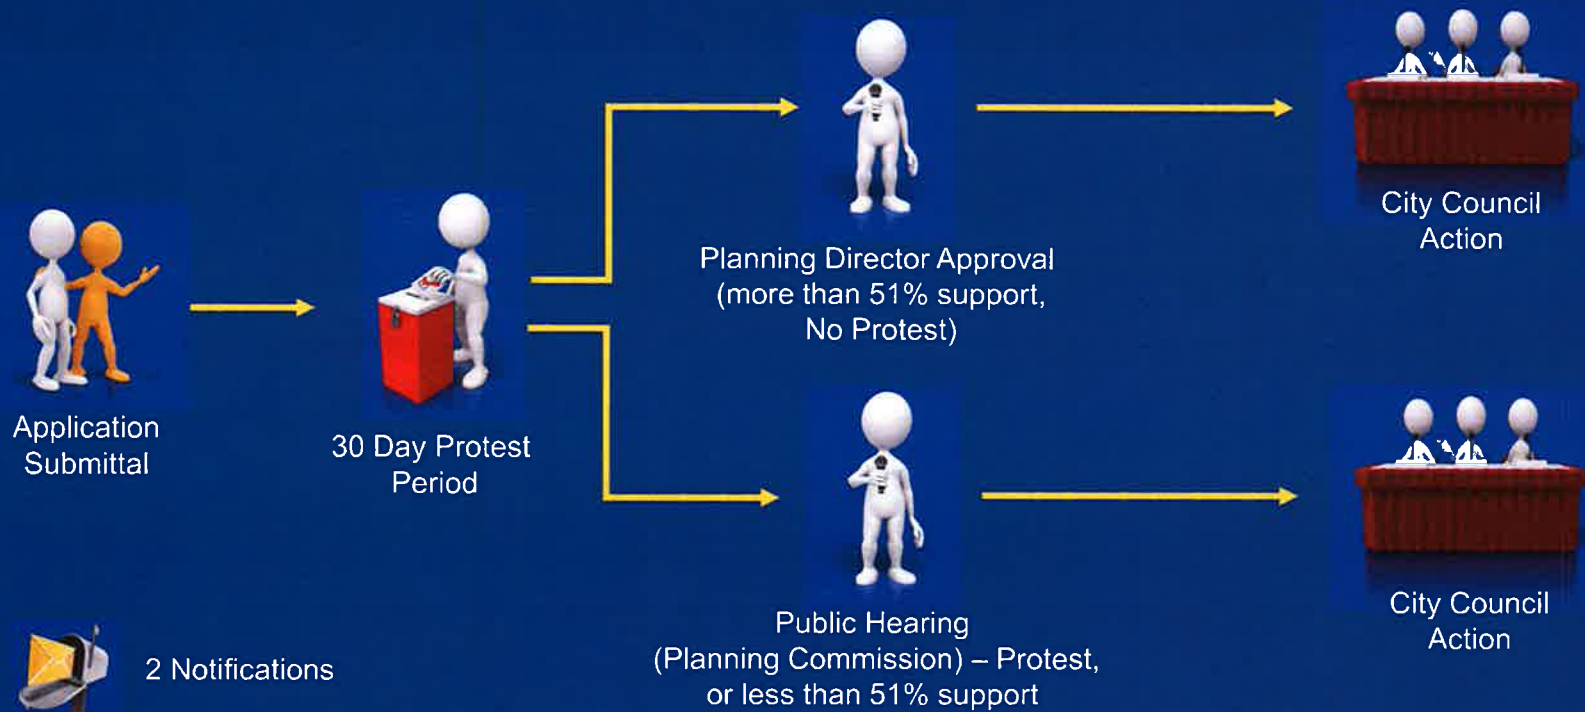 Application
Submittal
30 Day Protest
Period
Planning Director Approval
(more than 51% support,
No Protest)
City Council
Action
Public Hearing
(Planning Commission) – Protest,
or less than 51% support
City Council
Action
2 Notifications